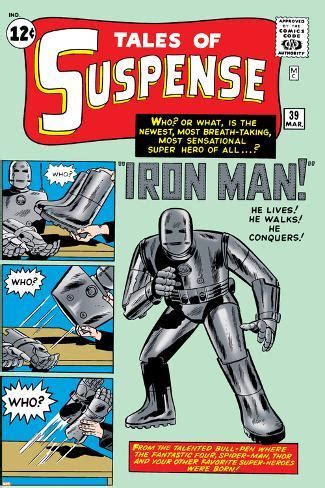 IND.
12¢
TALES OF
SUSPENSE
APPROVED
BY THE
COMICS
CODE
AUTHORITY
M
C
39
MAR.
WHO? OR WHAT, IS THE
NEWEST, MOST BREATH-TAKING,
MOST SENSATIONAL
SUPER HERO OF ALL...?
"IRON MAN!"
HE LIVES!
HE WALKS!
HE
CONQUERS!
WHO?
WHO?
WHO?
FROM THE TALENTED BULL-PEN WHERE
THE FANTASTIC FOUR, SPIDER-MAN, THOR
AND YOUR OTHER FAVORITE SUPER-HEROES
WERE BORN!